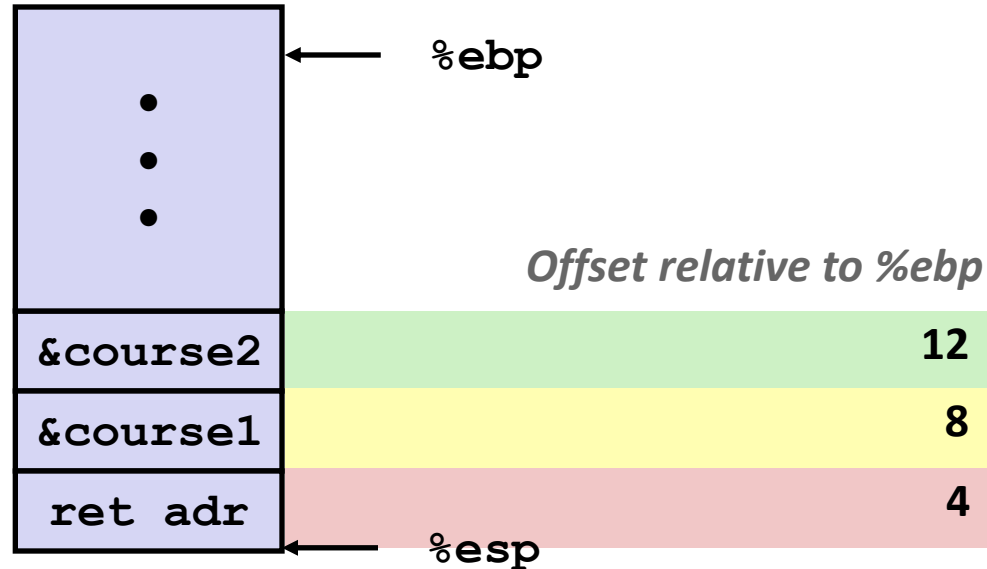 %ebp
Offset relative to %ebp
&course2 12
&course1 8
ret adr 4
%esp